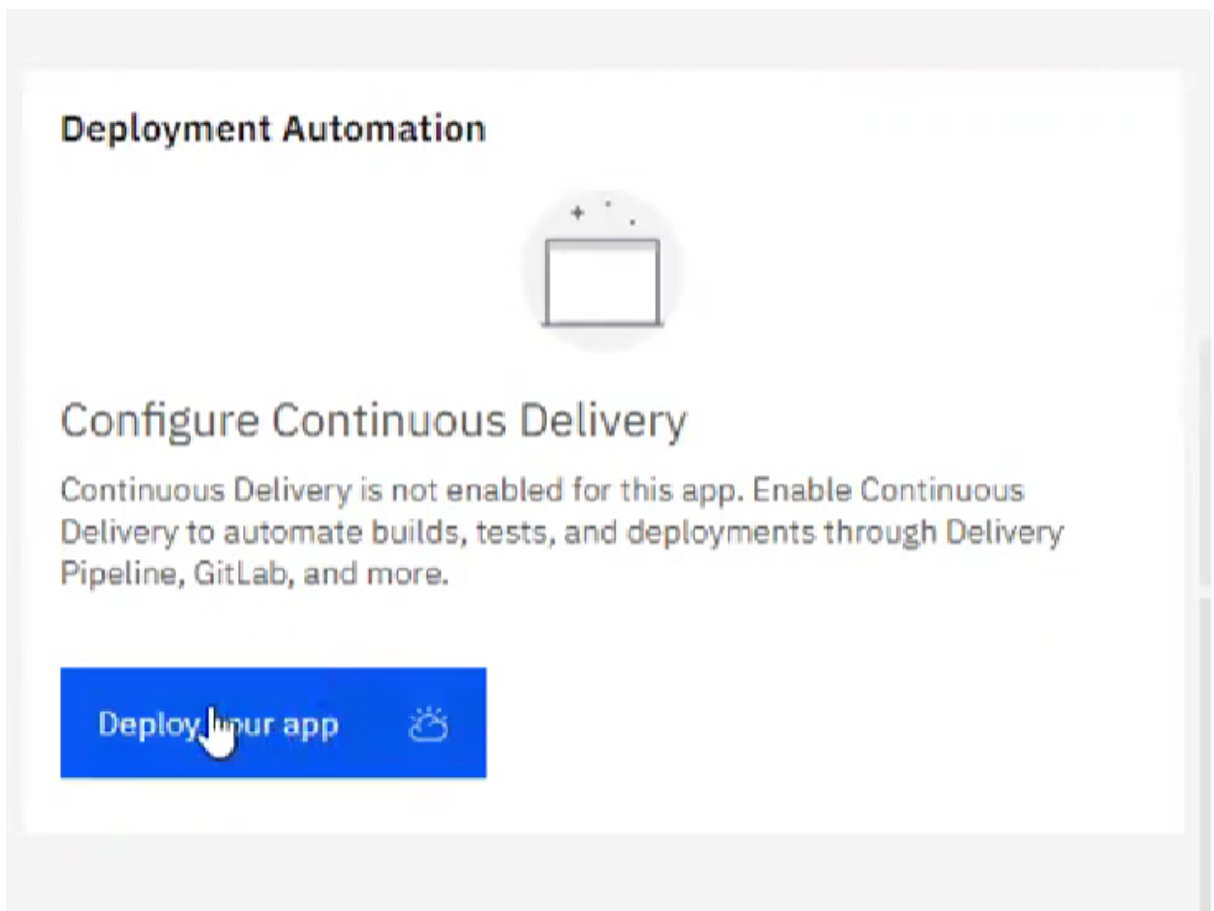 Deployment Automation
Configure Continuous Delivery
Continuous Delivery is not enabled for this app. Enable Continuous
Delivery to automate builds, tests, and deployments through Delivery
Pipeline, GitLab, and more.
Deploy your app